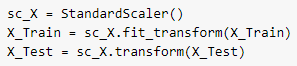 sc_X = StandardScaler()
X_Train = sc_X.fit_transform(X_Train)
X_Test = sc_X.transform(X_Test)